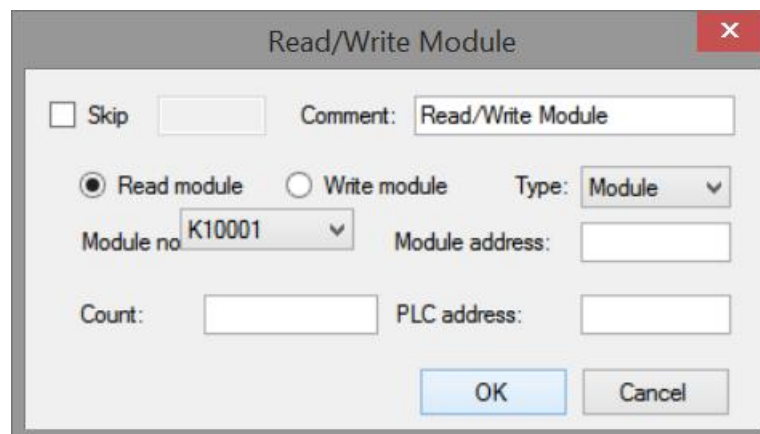 Read/Write Module
Skip Comment: Read/Write Module
Read module Write module Type: Module
Module no K10001 Module address:
Count: PLC address:
OK Cancel